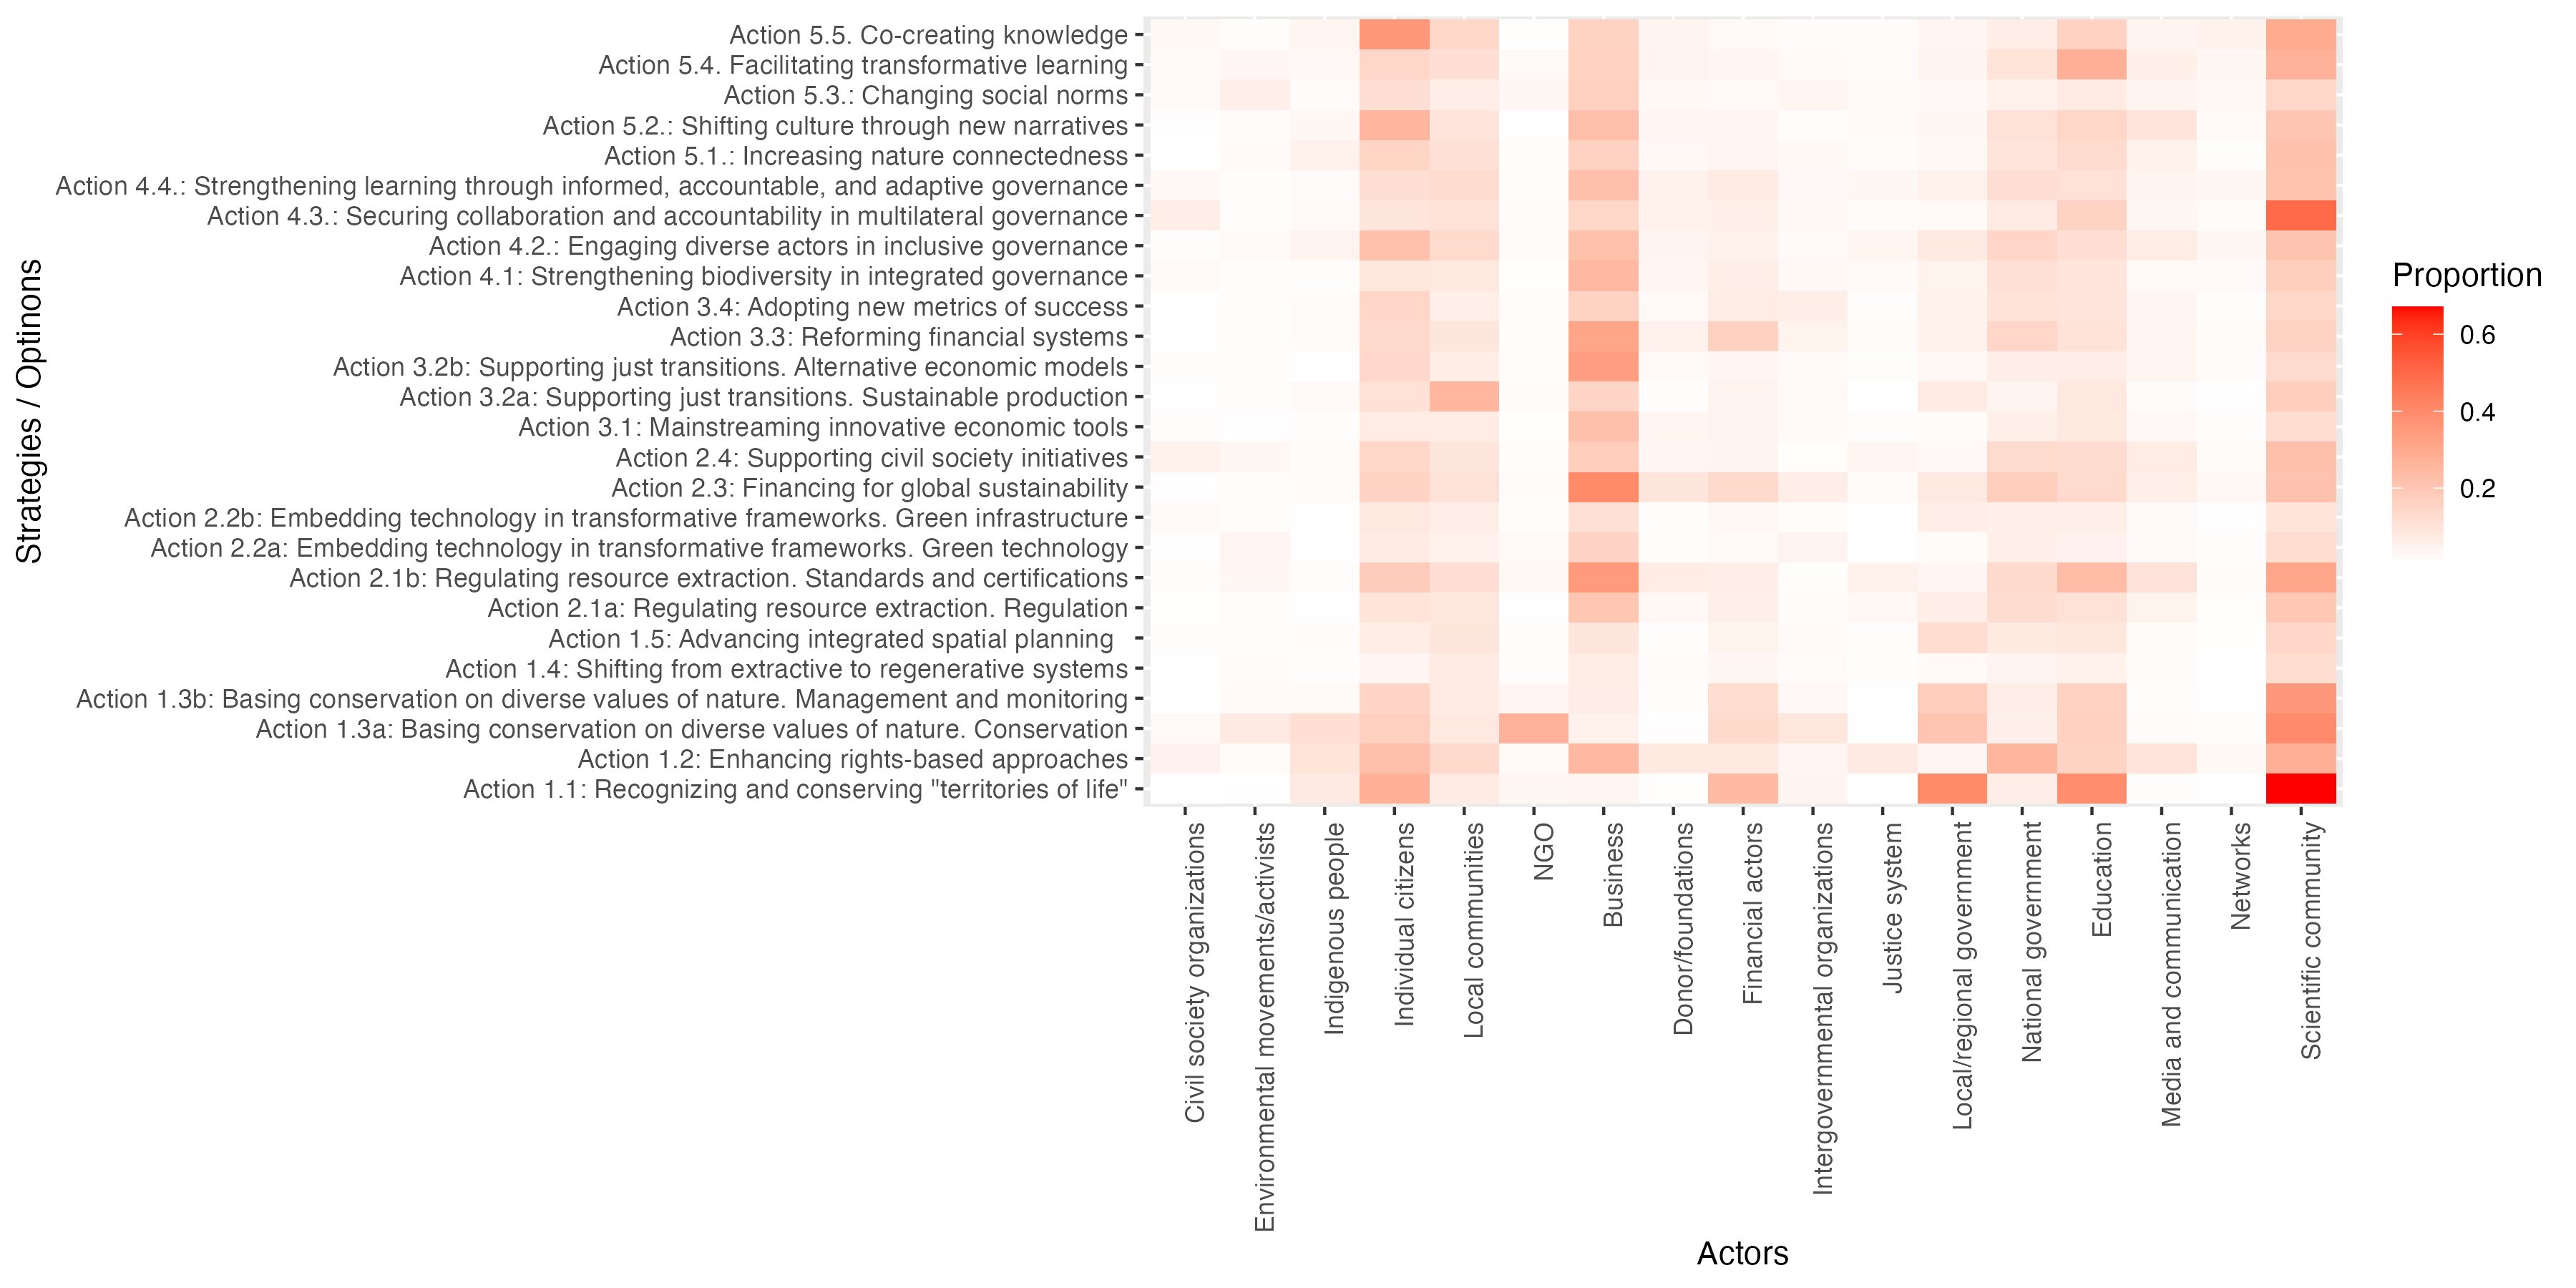 Strategies / Optinons
Action 5.5. Co-creating knowledge
Action 5.4. Facilitating transformative learning
Action 5.3.: Changing social norms
Action 5.2.: Shifting culture through new narratives
Action 5.1.: Increasing nature connectedness
Action 4.4.: Strengthening learning through informed, accountable, and adaptive governance
Action 4.3.: Securing collaboration and accountability in multilateral governance
Action 4.2.: Engaging diverse actors in inclusive governance
Action 4.1: Strengthening biodiversity in integrated governance
Action 3.4: Adopting new metrics of success
Action 3.3: Reforming financial systems
Action 3.2b: Supporting just transitions. Alternative economic models
Action 3.2a: Supporting just transitions. Sustainable production
Action 3.1: Mainstreaming innovative economic tools
Action 2.4: Supporting civil society initiatives
Action 2.3: Financing for global sustainability
Action 2.2b: Embedding technology in transformative frameworks. Green infrastructure
Action 2.2a: Embedding technology in transformative frameworks. Green technology
Action 2.1b: Regulating resource extraction. Standards and certifications
Action 2.1a: Regulating resource extraction. Regulation
Action 1.5: Advancing integrated spatial planning
Action 1.4: Shifting from extractive to regenerative systems
Action 1.3b: Basing conservation on diverse values of nature. Management and monitoring
Action 1.3a: Basing conservation on diverse values of nature. Conservation
Action 1.2: Enhancing rights-based approaches
Action 1.1: Recognizing and conserving "territories of life"
Civil society organizations
Environmental movements/activists
Indigenous people
Individual citizens
Local communities
NGO
Business
Donor/foundations
Financial actors
Intergovernmental organizations
Justice system
Local/regional government
National government
Education
Media and communication
Networks
Scientific community
Actors
Proportion
0.6
0.4
0.2